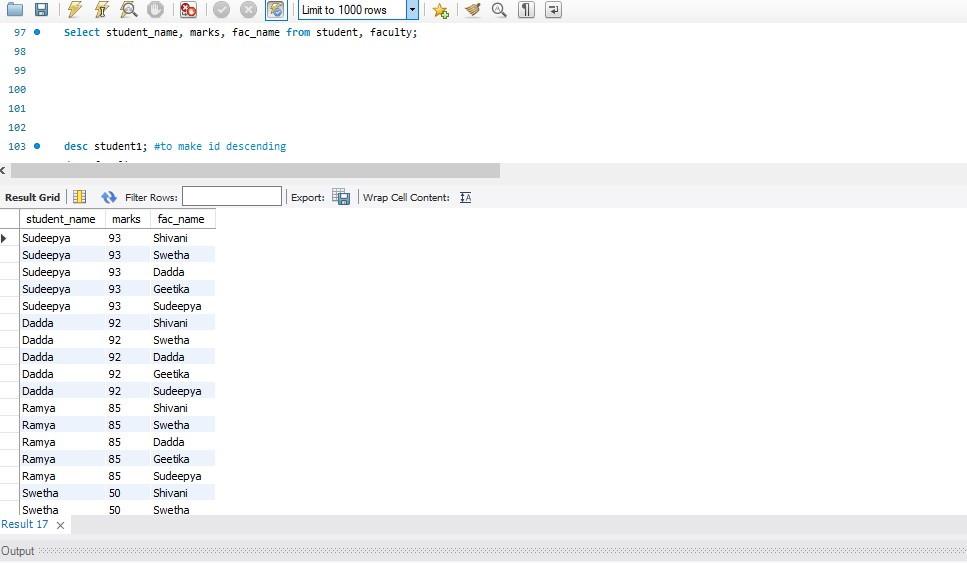 Limit to 1000 rows
97 Select student_name, marks, fac_name from student, faculty;
98
99
100
101
102
103 desc student1; #to make id descending
Result Grid Filter Rows: Export: Wrap Cell Content:
student_name marks fac_name
Sudeepya 93 Shivani
Sudeepya 93 Swetha
Sudeepya 93 Dadda
Sudeepya 93 Geetika
Sudeepya 93 Sudeepya
Dadda 92 Shivani
Dadda 92 Swetha
Dadda 92 Dadda
Dadda 92 Geetika
Dadda 92 Sudeepya
Ramya 85 Shivani
Ramya 85 Swetha
Ramya 85 Dadda
Ramya 85 Geetika
Ramya 85 Sudeepya
Swetha 50 Shivani
Swetha 50 Swetha
Result 17
Output